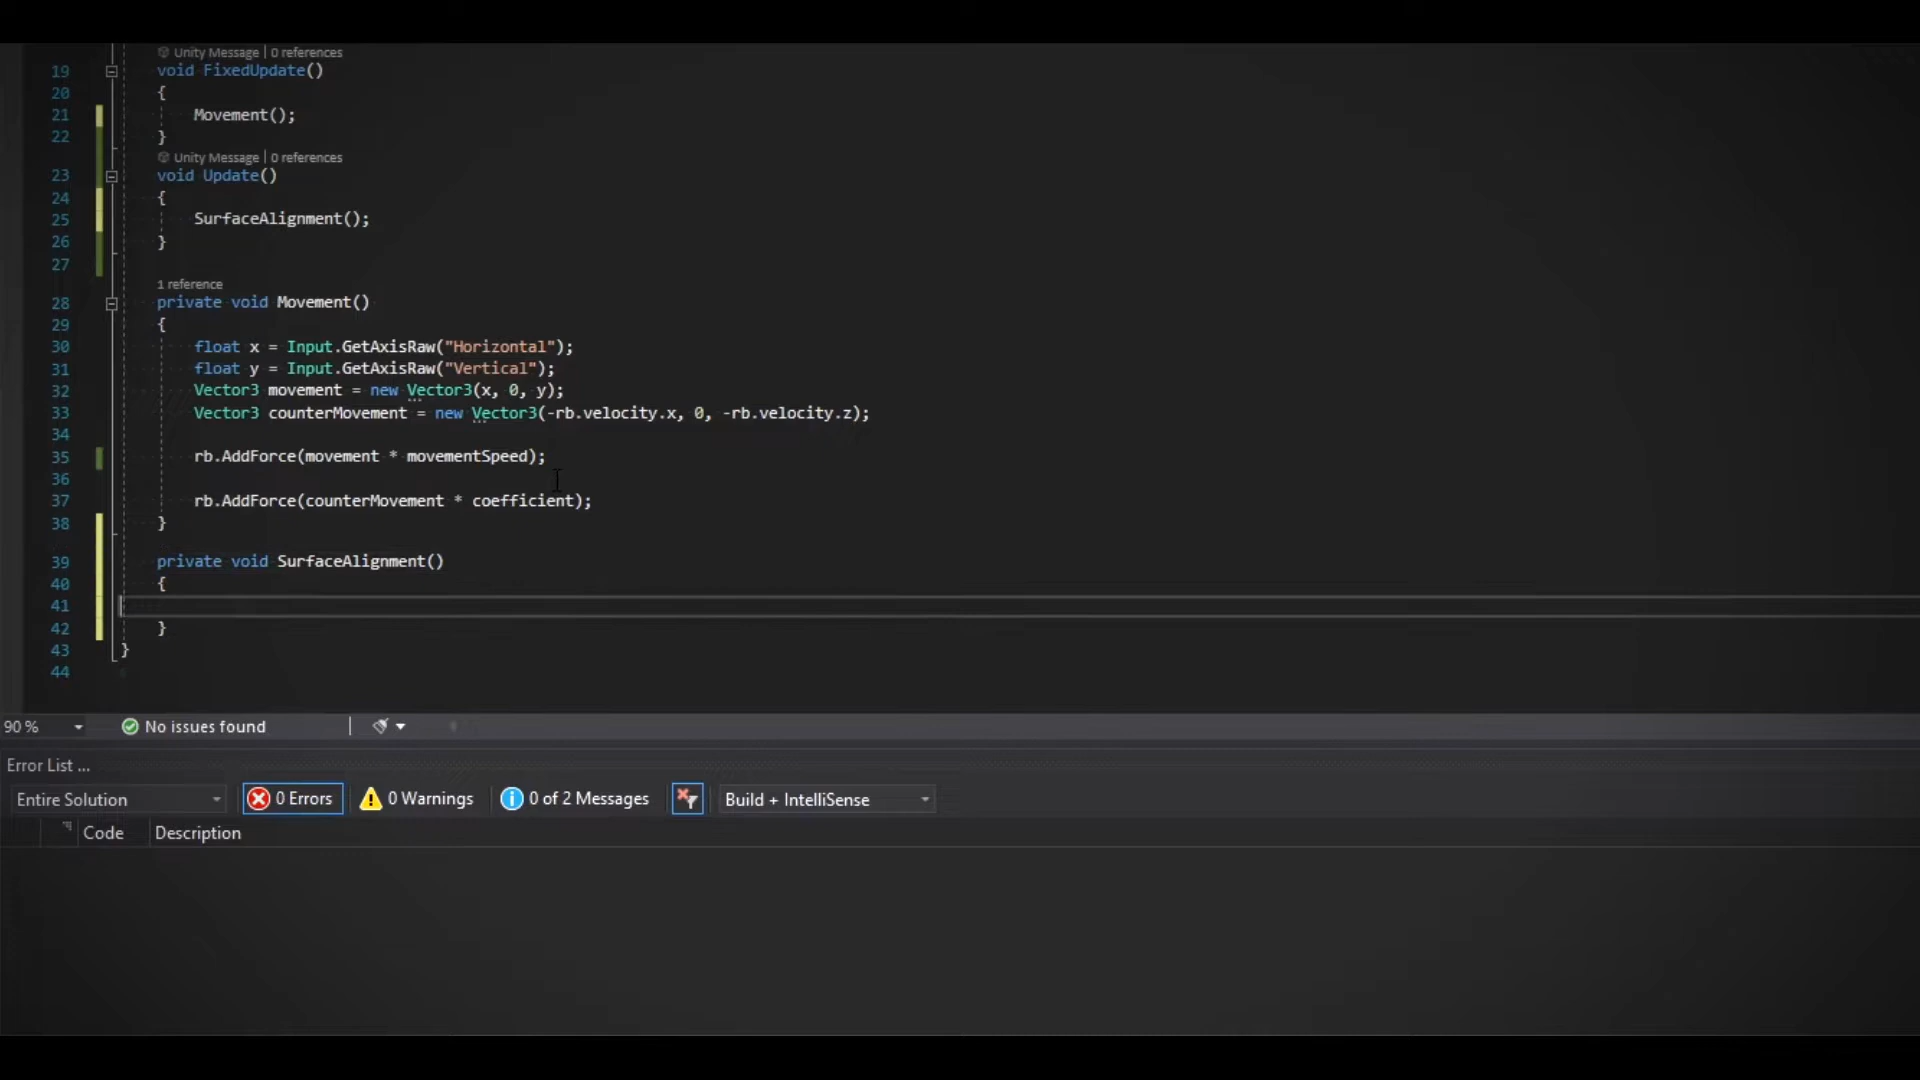 Unity Message | 0 references
19 void FixedUpdate()
20 {
21 Movement();
22 }
Unity Message | 0 references
23 void Update()
24 {
25 SurfaceAlignment();
26 }
27
1 reference
28 private void Movement()
29 {
30 float x = Input.GetAxisRaw("Horizontal");
31 float y = Input.GetAxisRaw("Vertical");
32 Vector3 movement = new Vector3(x, 0, y);
33 Vector3 counterMovement = new Vector3(-rb.velocity.x, 0, -rb.velocity.z);
34
35 rb.AddForce(movement * movementSpeed);
36
37 rb.AddForce(counterMovement * coefficient);
38 }
39 private void SurfaceAlignment()
40 {
41
42 }
43 }
44
90 % No issues found
Error List ...
Entire Solution 0 Errors 0 Warnings 0 of 2 Messages Build + IntelliSense
Code Description